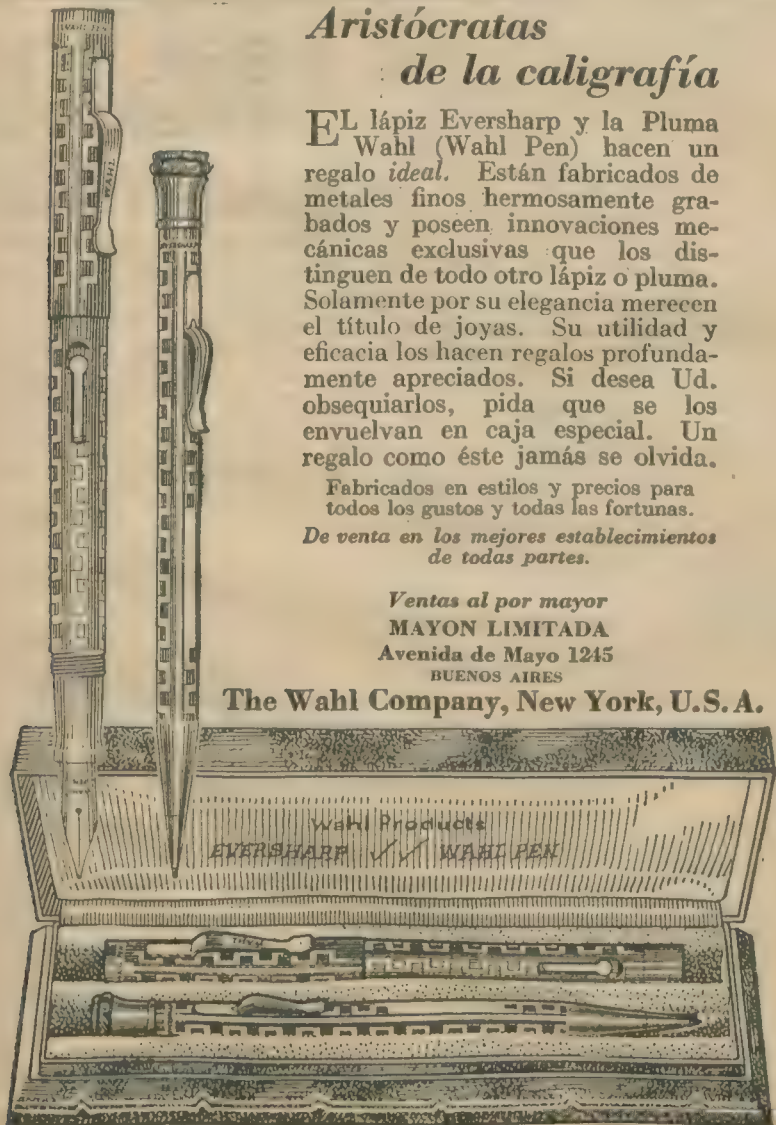 Aristócratas
de la caligrafía
EL lápiz Eversharp y la Pluma
Wahl (Wahl Pen) hacen un
regalo ideal. Están fabricados de
metales finos hermosamente gra-
bados y poseen innovaciones me-
cánicas exclusivas que los dis-
tinguen de todo otro lápiz o pluma.
Solamente por su elegancia merecen
el título de joyas. Su utilidad y
eficacia los hacen regalos profunda-
mente apreciados. Si desea Ud.
obsequiarlos, pida que se los
envuelvan en caja especial. Un
regalo como éste jamás se olvida.
Fabricados en estilos y precios para
todos los gustos y todas las fortunas.
De venta en los mejores establecimientos
de todas partes.
Ventas al por mayor
MAYON LIMITADA
Avenida de Mayo 1245
BUENOS AIRES
The Wahl Company, New York, U.S.A.
WAHL PEN
WAHL
Wahl Products
EVERSHARP WAHL PEN
WAHL